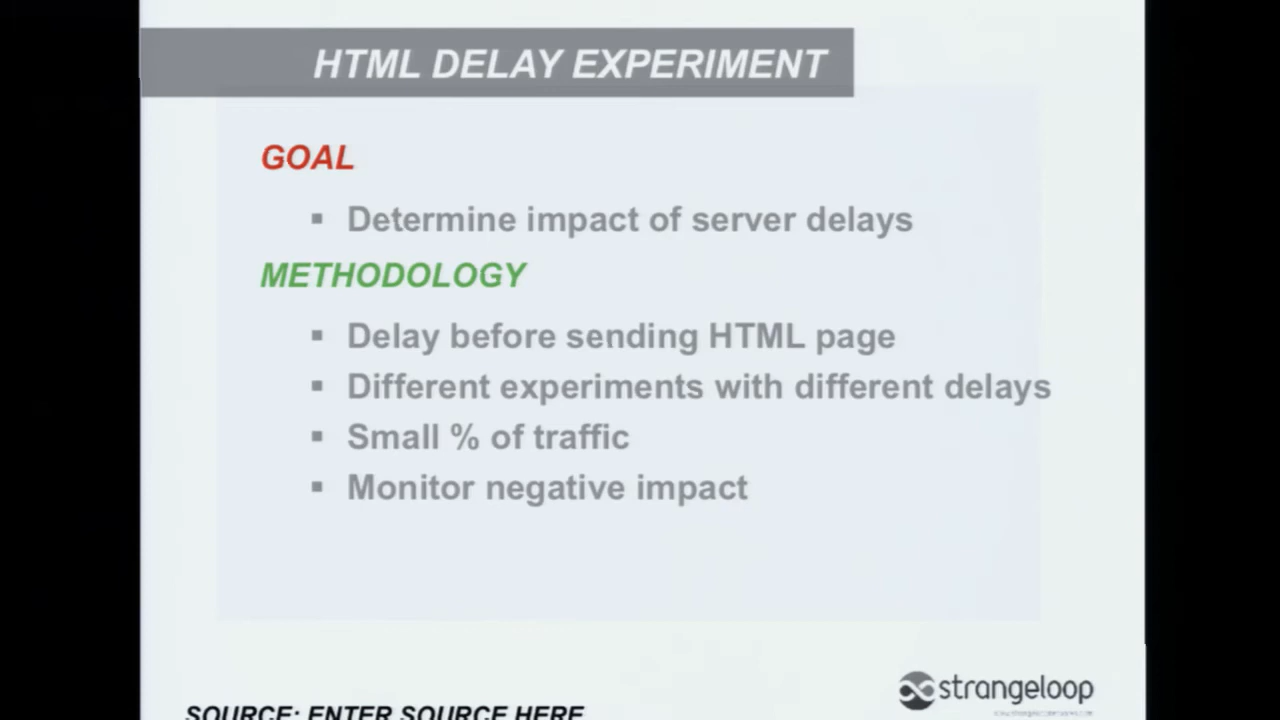 HTML DELAY EXPERIMENT
GOAL
▪ Determine impact of server delays
METHODOLOGY
▪ Delay before sending HTML page
▪ Different experiments with different delays
▪ Small % of traffic
▪ Monitor negative impact
strangeloop
SOURCE: ENTER SOURCE HERE